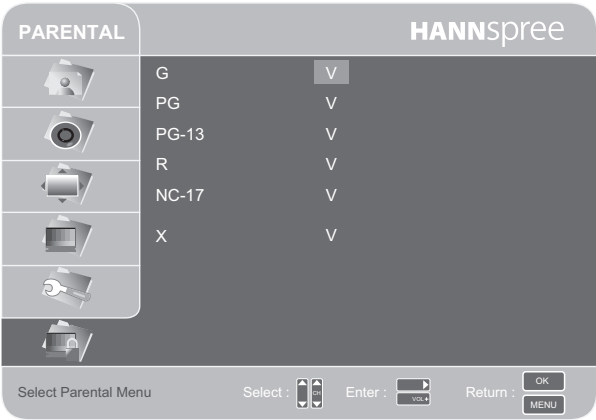 PARENTAL
HANNspree
G V
PG V
PG-13 V
R V
NC-17 V
X V
Select Parental Menu
Select : CH
Enter : VOL+
Return : OK
MENU